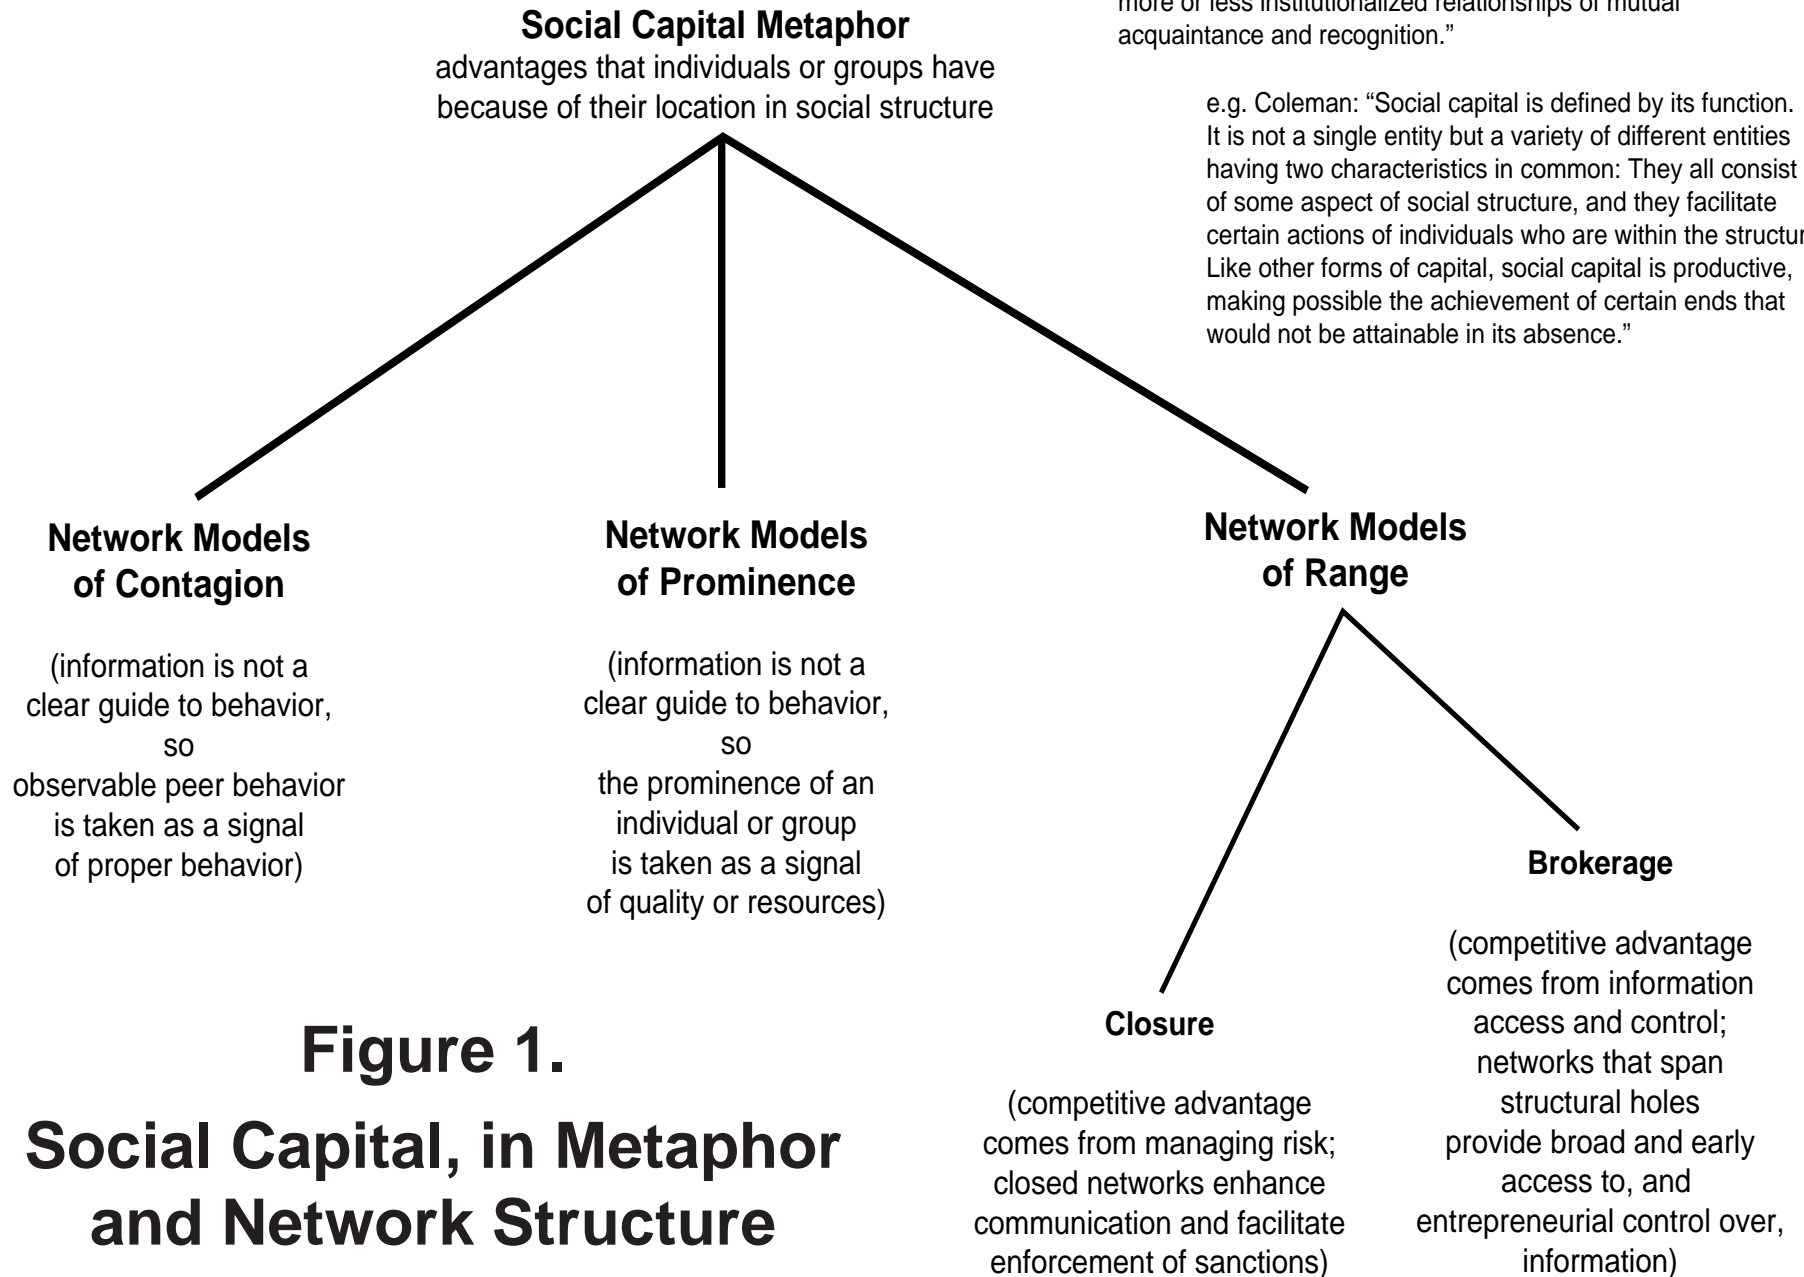 Social Capital Metaphor
advantages that individuals or groups have
because of their location in social structure
more or less institutionalized relationships of mutual
acquaintance and recognition.”
e.g. Coleman: “Social capital is defined by its function.
It is not a single entity but a variety of different entities
having two characteristics in common: They all consist
of some aspect of social structure, and they facilitate
certain actions of individuals who are within the structur
Like other forms of capital, social capital is productive,
making possible the achievement of certain ends that
would not be attainable in its absence.”
Network Models
of Contagion
(information is not a
clear guide to behavior,
so
observable peer behavior
is taken as a signal
of proper behavior)
Network Models
of Prominence
(information is not a
clear guide to behavior,
so
the prominence of an
individual or group
is taken as a signal
of quality or resources)
Network Models
of Range
Closure
(competitive advantage
comes from managing risk;
closed networks enhance
communication and facilitate
enforcement of sanctions)
Brokerage
(competitive advantage
comes from information
access and control;
networks that span
structural holes
provide broad and early
access to, and
entrepreneurial control over,
information)
Figure 1.
Social Capital, in Metaphor
and Network Structure